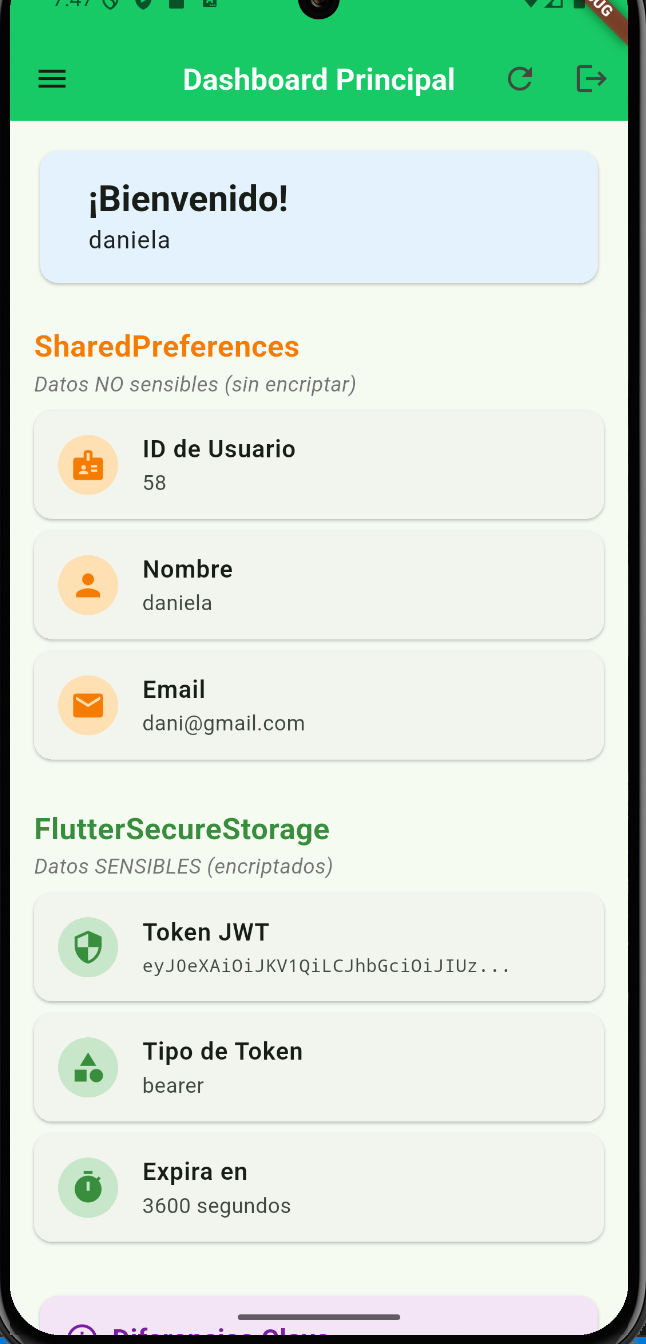 7:47
UG
Dashboard Principal
¡Bienvenido!
daniela
SharedPreferences
Datos NO sensibles (sin encriptar)
ID de Usuario
58
Nombre
daniela
Email
dani@gmail.com
FlutterSecureStorage
Datos SENSIBLES (encriptados)
Token JWT
eyJ0eXAiOiJKV1QiLCJhbGciOiJIUz...
Tipo de Token
bearer
Expira en
3600 segundos
Diferencias Clave